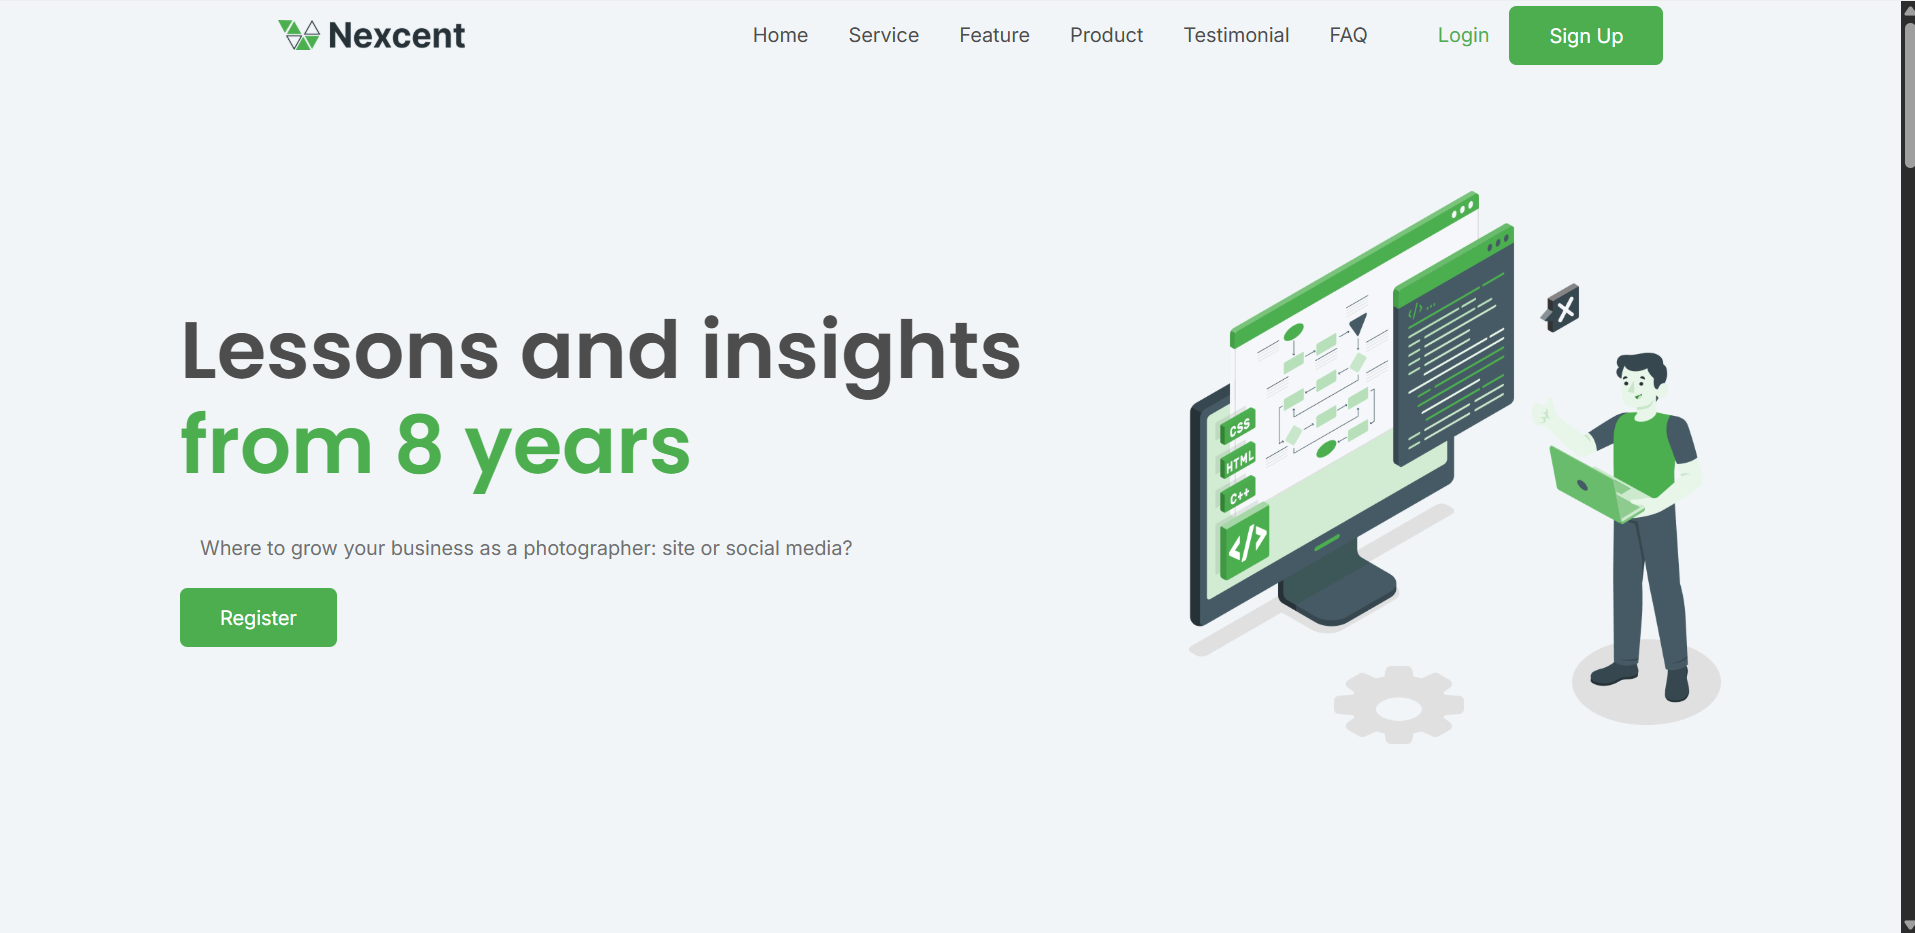 Nexcent
Home Service Feature Product Testimonial FAQ Login Sign Up
Lessons and insights
from 8 years
Where to grow your business as a photographer: site or social media?
Register
CSS
HTML
C++
</>
</...
X